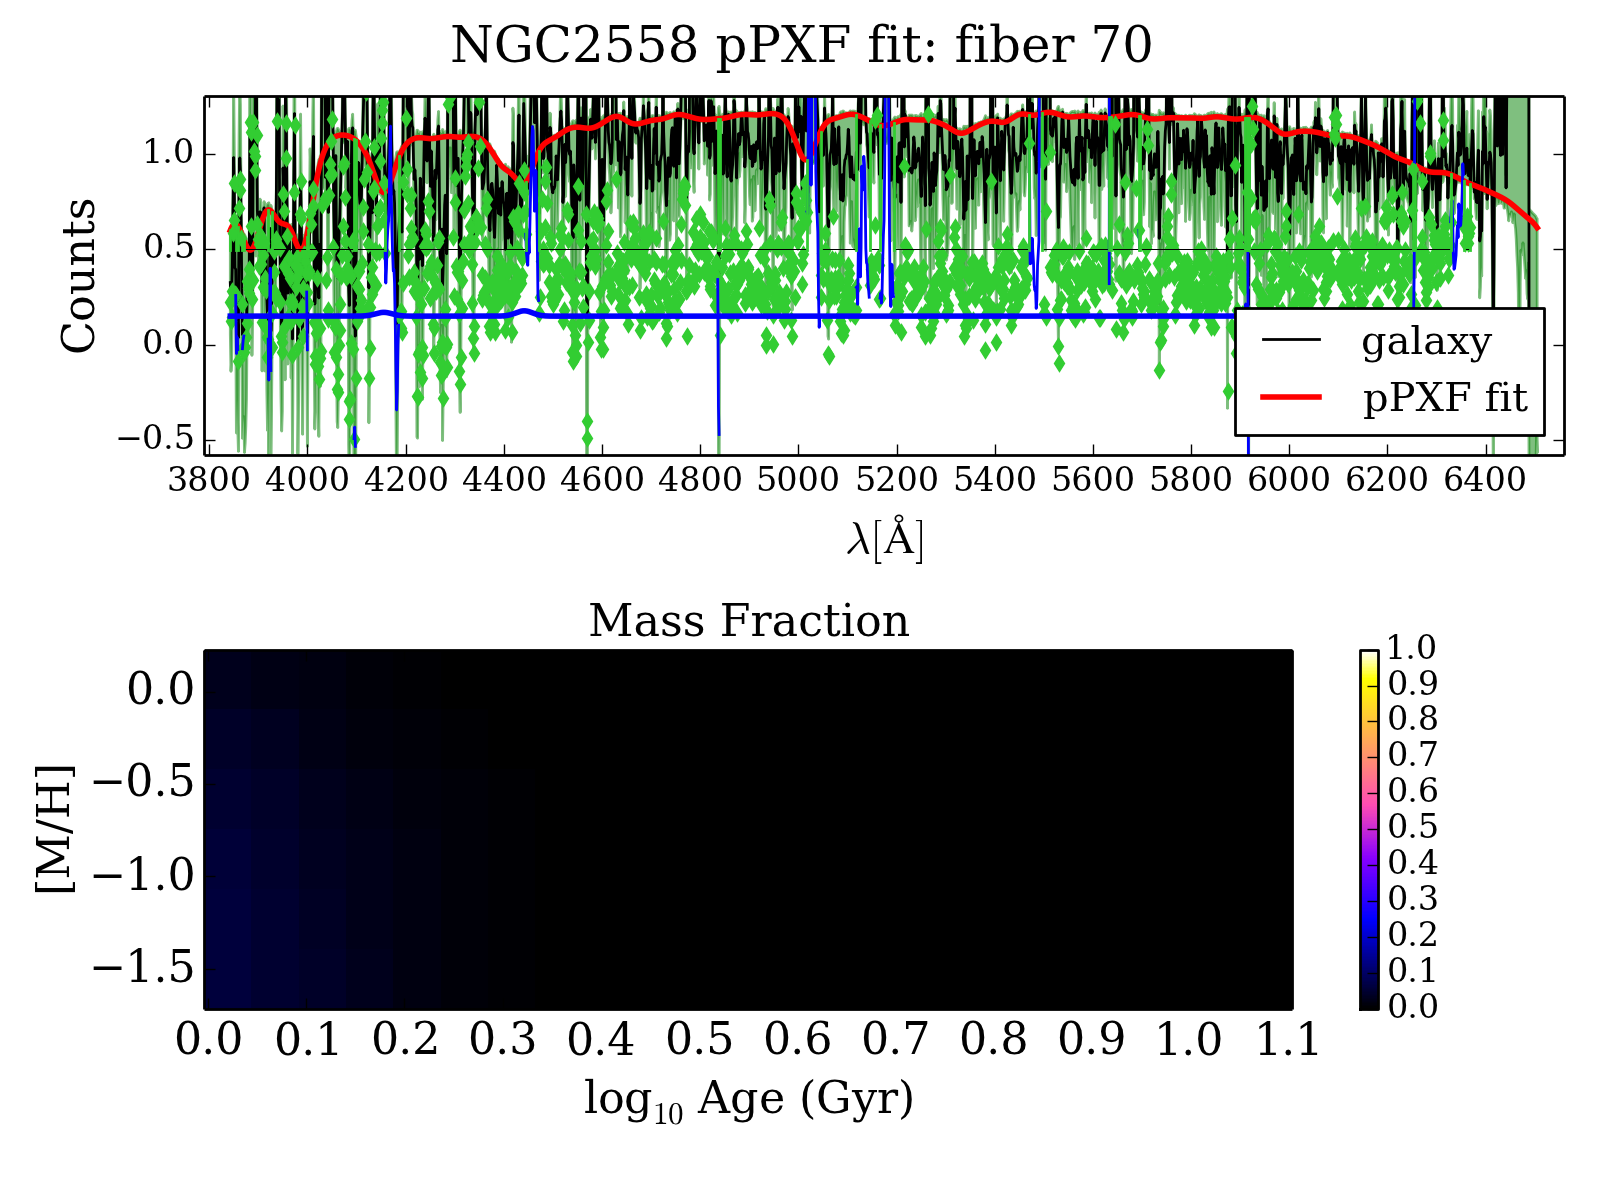 NGC2558 pPXF fit: fiber 70
Counts
1.0
0.5
0.0
−0.5
3800 4000 4200 4400 4600 4800 5000 5200 5400 5600 5800 6000 6200 6400
λ[Å]
galaxy
pPXF fit
Mass Fraction
[M/H]
0.0
−0.5
−1.0
−1.5
0.0 0.1 0.2 0.3 0.4 0.5 0.6 0.7 0.8 0.9 1.0 1.1
log₁₀ Age (Gyr)
1.0
0.9
0.8
0.7
0.6
0.5
0.4
0.3
0.2
0.1
0.0